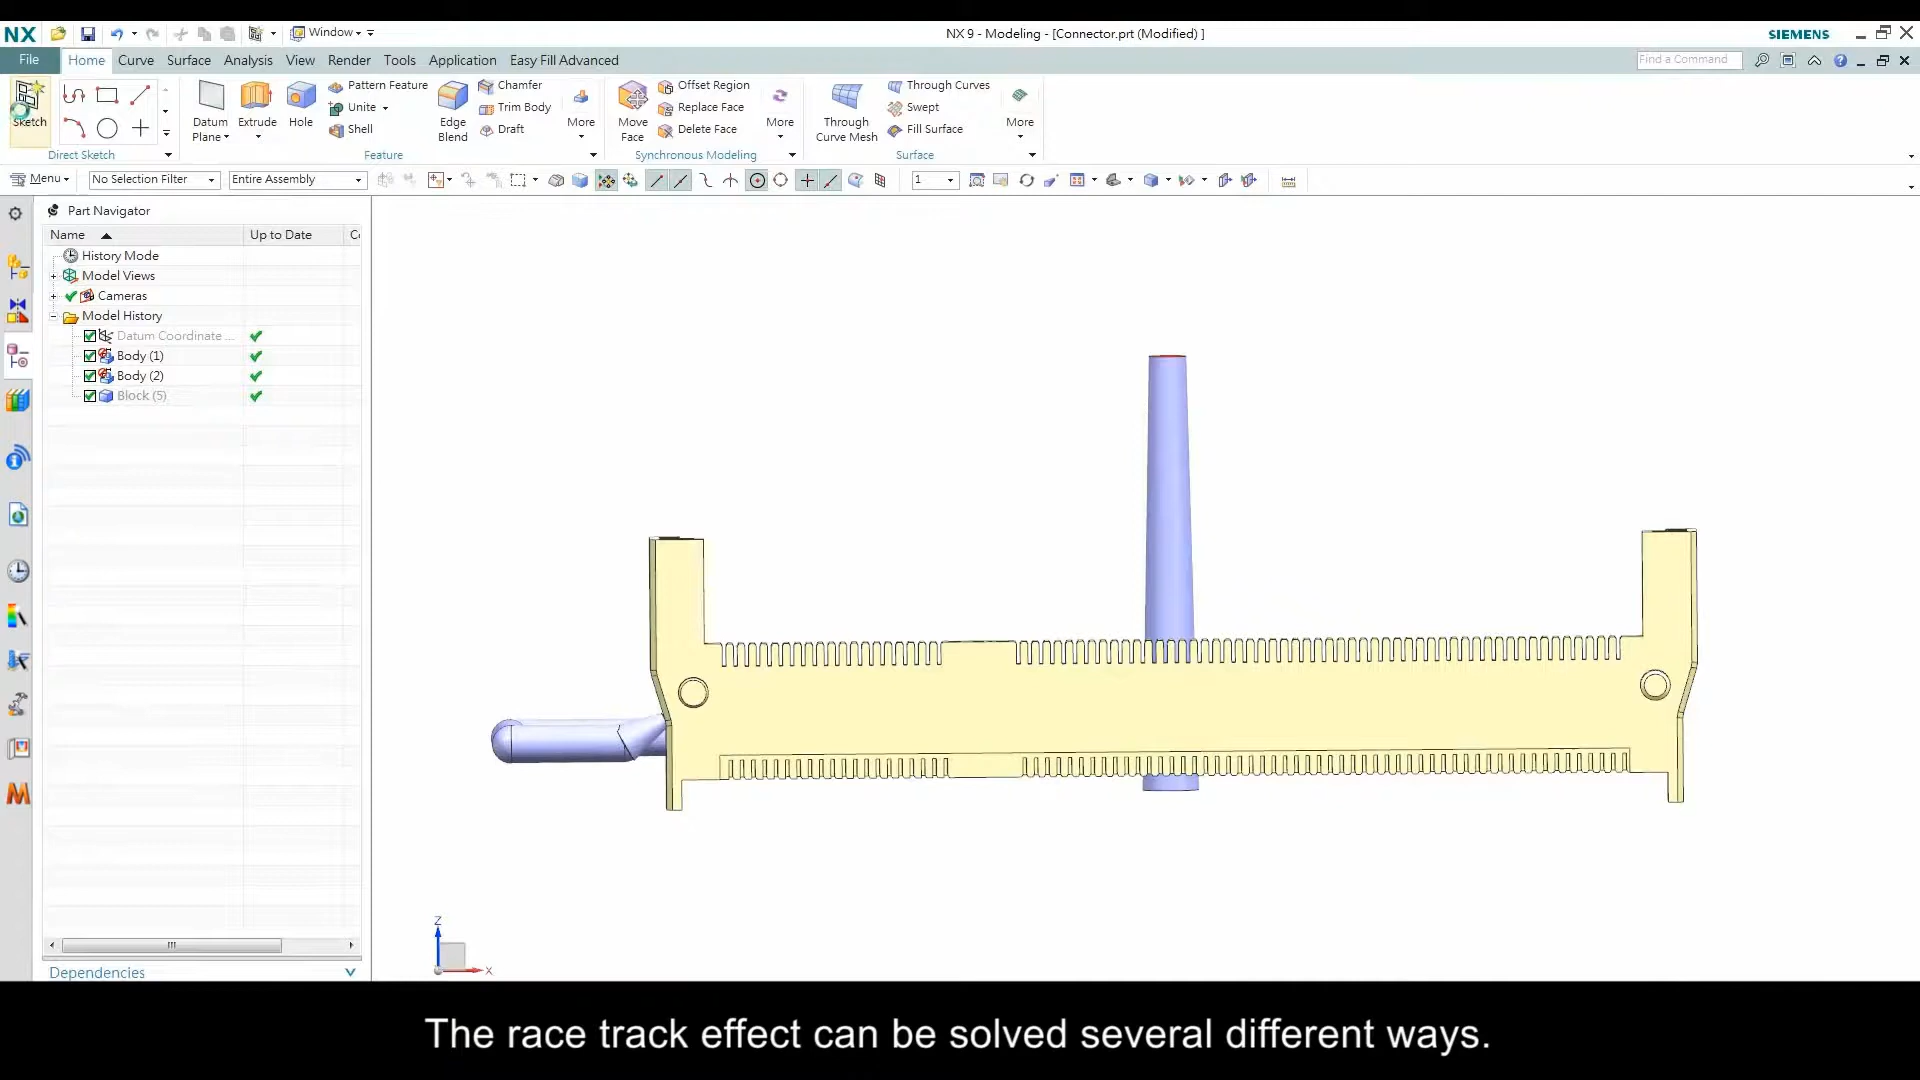 NX Window NX 9 - Modeling - [Connector.prt (Modified) ] SIEMENS
File Home Curve Surface Analysis View Render Tools Application Easy Fill Advanced Find a Command
Sketch Datum Plane Extrude Hole Pattern Feature Unite Shell Edge Blend Chamfer Trim Body Draft More Move Face Offset Region Replace Face Delete Face More Through Curve Mesh Through Curves Swept Fill Surface More
Direct Sketch Feature Synchronous Modeling Surface
Menu No Selection Filter Entire Assembly 1
Part Navigator
Name Up to Date
History Mode
Model Views
Cameras
Model History
Datum Coordinate ...
Body (1)
Body (2)
Block (5)
Dependencies
Z
X
The race track effect can be solved several different ways.